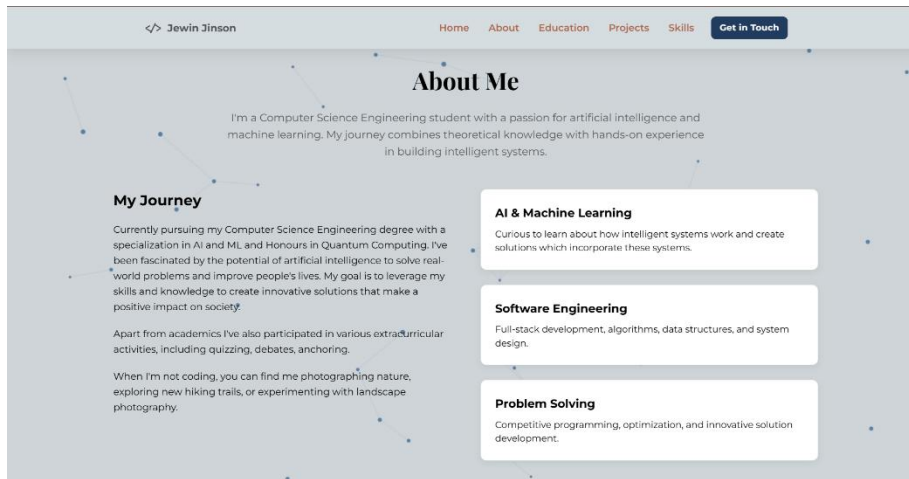 </> Jewin Jinson
Home About Education Projects Skills Get in Touch
About Me
I'm a Computer Science Engineering student with a passion for artificial intelligence and
machine learning. My journey combines theoretical knowledge with hands-on experience
in building intelligent systems.
My Journey
Currently pursuing my Computer Science Engineering degree with a
specialization in AI and ML and Honours in Quantum Computing. I've
been fascinated by the potential of artificial intelligence to solve real-
world problems and improve people's lives. My goal is to leverage my
skills and knowledge to create innovative solutions that make a
positive impact on society.
Apart from academics I've also participated in various extracurricular
activities, including quizzing, debates, anchoring.
When I'm not coding, you can find me photographing nature,
exploring new hiking trails, or experimenting with landscape
photography.
AI & Machine Learning
Curious to learn about how intelligent systems work and create
solutions which incorporate these systems.
Software Engineering
Full-stack development, algorithms, data structures, and system
design.
Problem Solving
Competitive programming, optimization, and innovative solution
development.